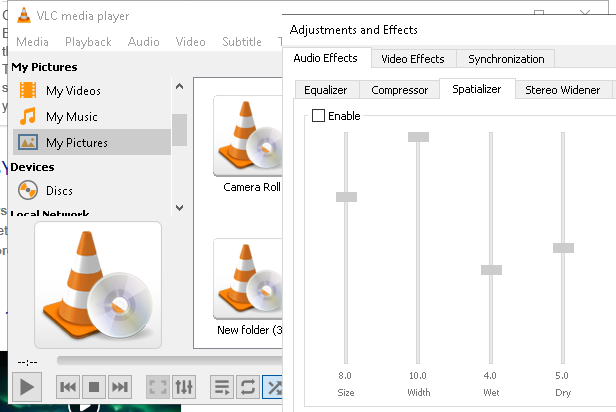 VLC media player
Media Playback Audio Video Subtitle
My Pictures
My Videos
My Music
My Pictures
Devices
Discs
Local Network
Camera Roll
New folder (3
--:--
Adjustments and Effects
Audio Effects Video Effects Synchronization
Equalizer Compressor Spatializer Stereo Widener
Enable
8.0 10.0 4.0 5.0
Size Width Wet Dry